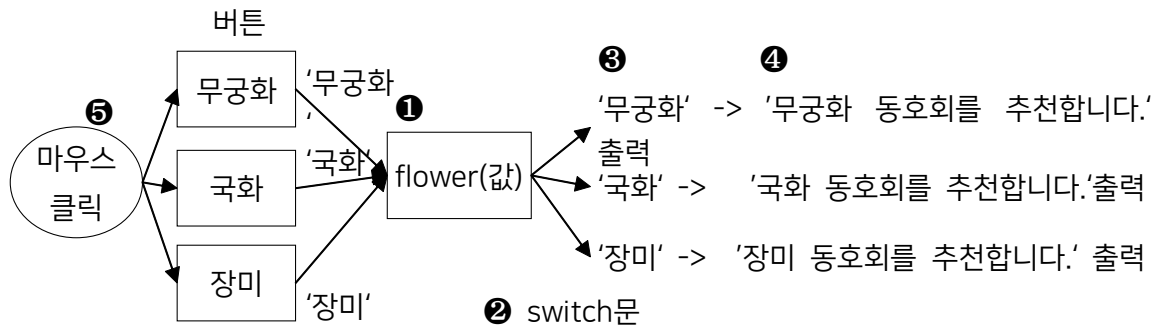 버튼
❺
마우스
클릭
무궁화
국화
장미
‘무궁화
‘
‘국화‘
‘장미‘
❶
flower(값)
❷ switch문
❸ ❹
‘무궁화‘ -> ’무궁화 동호회를 추천합니다.‘
출력
‘국화‘ -> ’국화 동호회를 추천합니다.‘출력
‘장미‘ -> ’장미 동호회를 추천합니다.‘ 출력